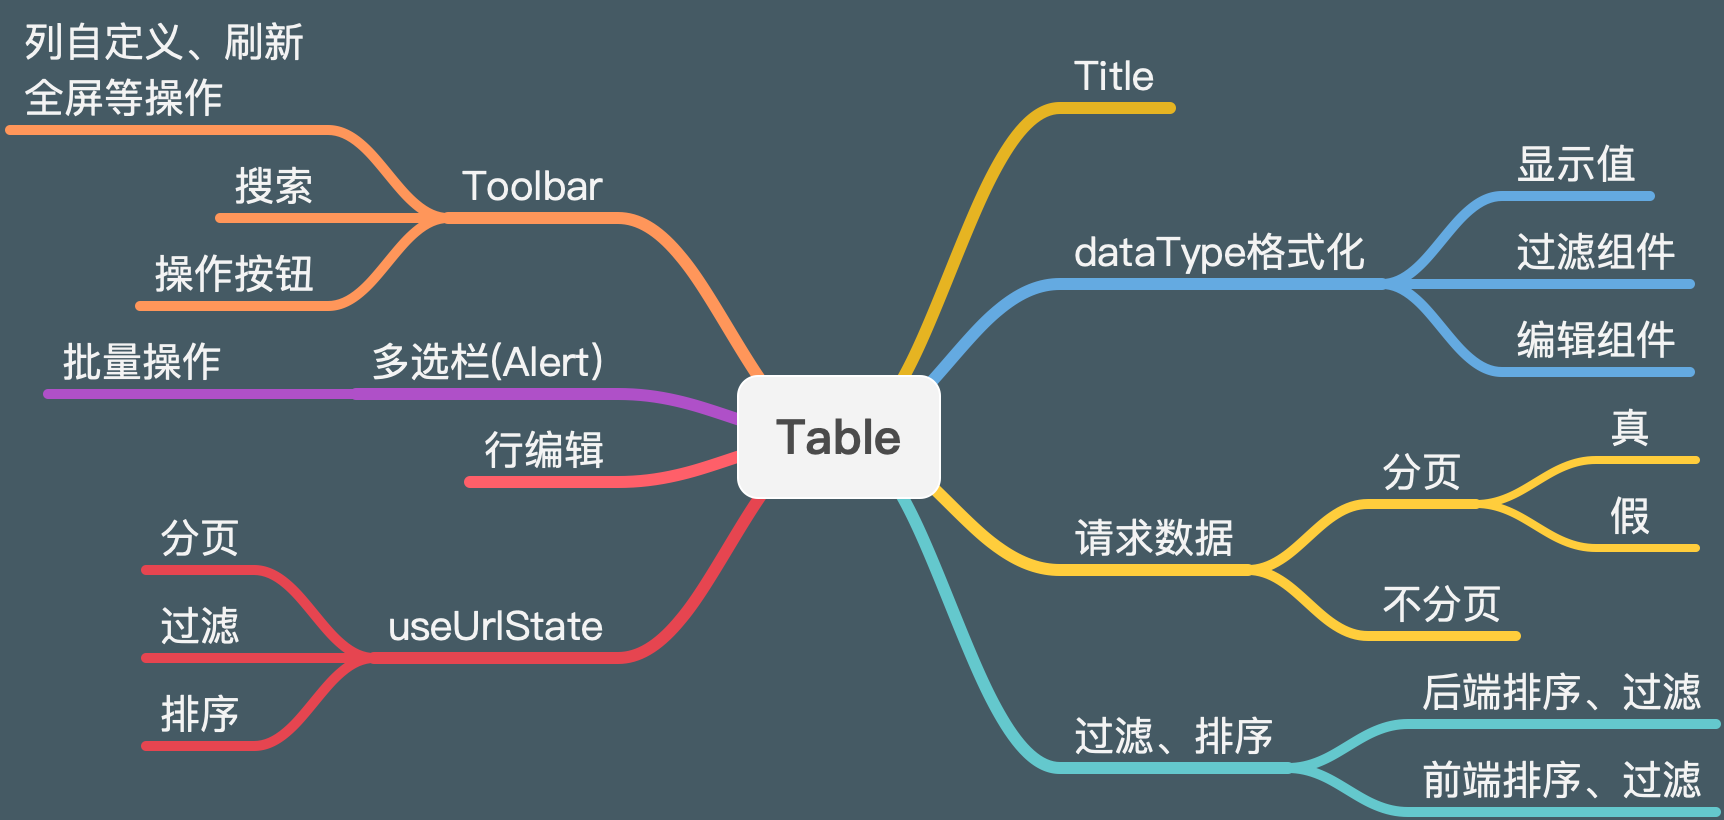 列自定义、刷新
全屏等操作
搜索
操作按钮
Toolbar
批量操作
多选栏(Alert)
行编辑
分页
过滤
排序
useUrlState
Table
Title
dataType格式化
显示值
过滤组件
编辑组件
请求数据
分页
真
假
不分页
过滤、排序
后端排序、过滤
前端排序、过滤